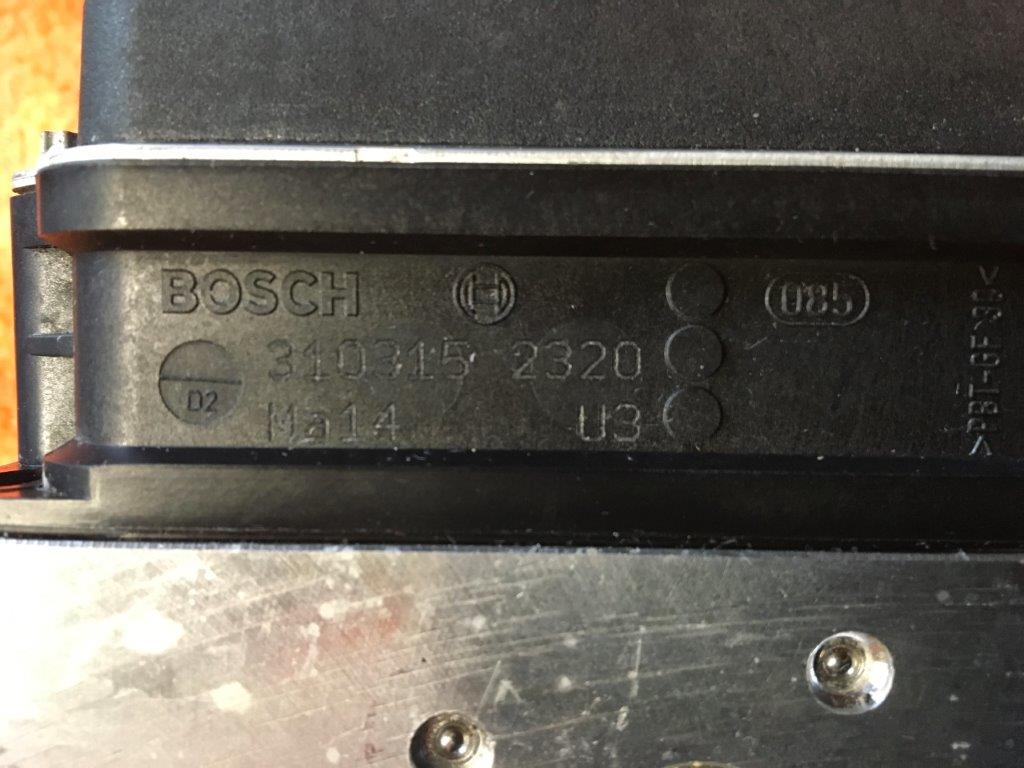 BOSCH
085
310315 2320
D2
Ma14 U3
>PBT-GF30<